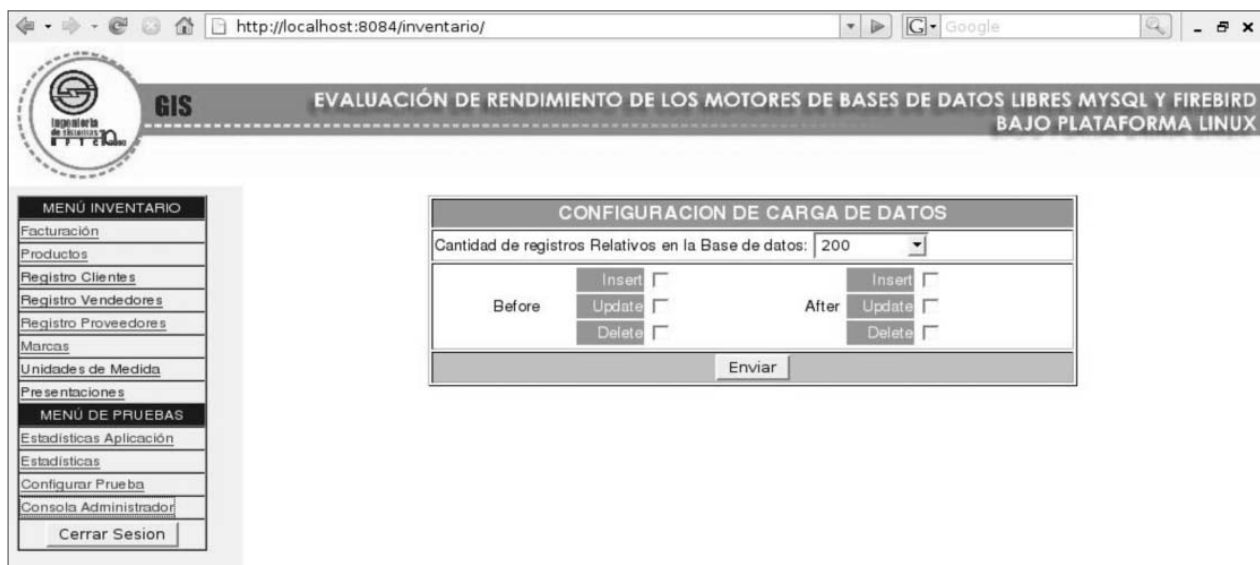 http://localhost:8084/inventario/
G
Google
Ingeniería
de sistemas
U P T C
GIS
EVALUACIÓN DE RENDIMIENTO DE LOS MOTORES DE BASES DE DATOS LIBRES MYSQL Y FIREBIRD
BAJO PLATAFORMA LINUX
MENÚ INVENTARIO
Facturación
Productos
Registro Clientes
Registro Vendedores
Registro Proveedores
Marcas
Unidades de Medida
Presentaciones
MENÚ DE PRUEBAS
Estadísticas Aplicación
Estadísticas
Configurar Prueba
Consola Administrador
Cerrar Sesion
CONFIGURACION DE CARGA DE DATOS
Cantidad de registros Relativos en la Base de datos: 200
Before
Insert
Update
Delete
After
Insert
Update
Delete
Enviar